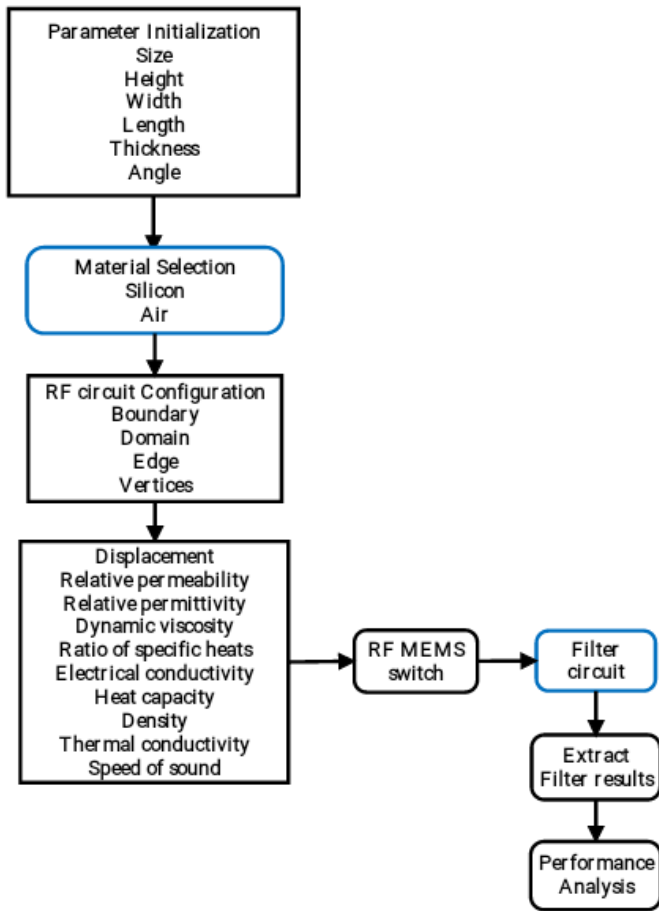 Parameter Initialization
Size
Height
Width
Length
Thickness
Angle
Material Selection
Silicon
Air
RF circuit Configuration
Boundary
Domain
Edge
Vertices
Displacement
Relative permeability
Relative permittivity
Dynamic viscosity
Ratio of specific heats
Electrical conductivity
Heat capacity
Density
Thermal conductivity
Speed of sound
RF MEMS
switch
Filter
circuit
Extract
Filter results
Performance
Analysis